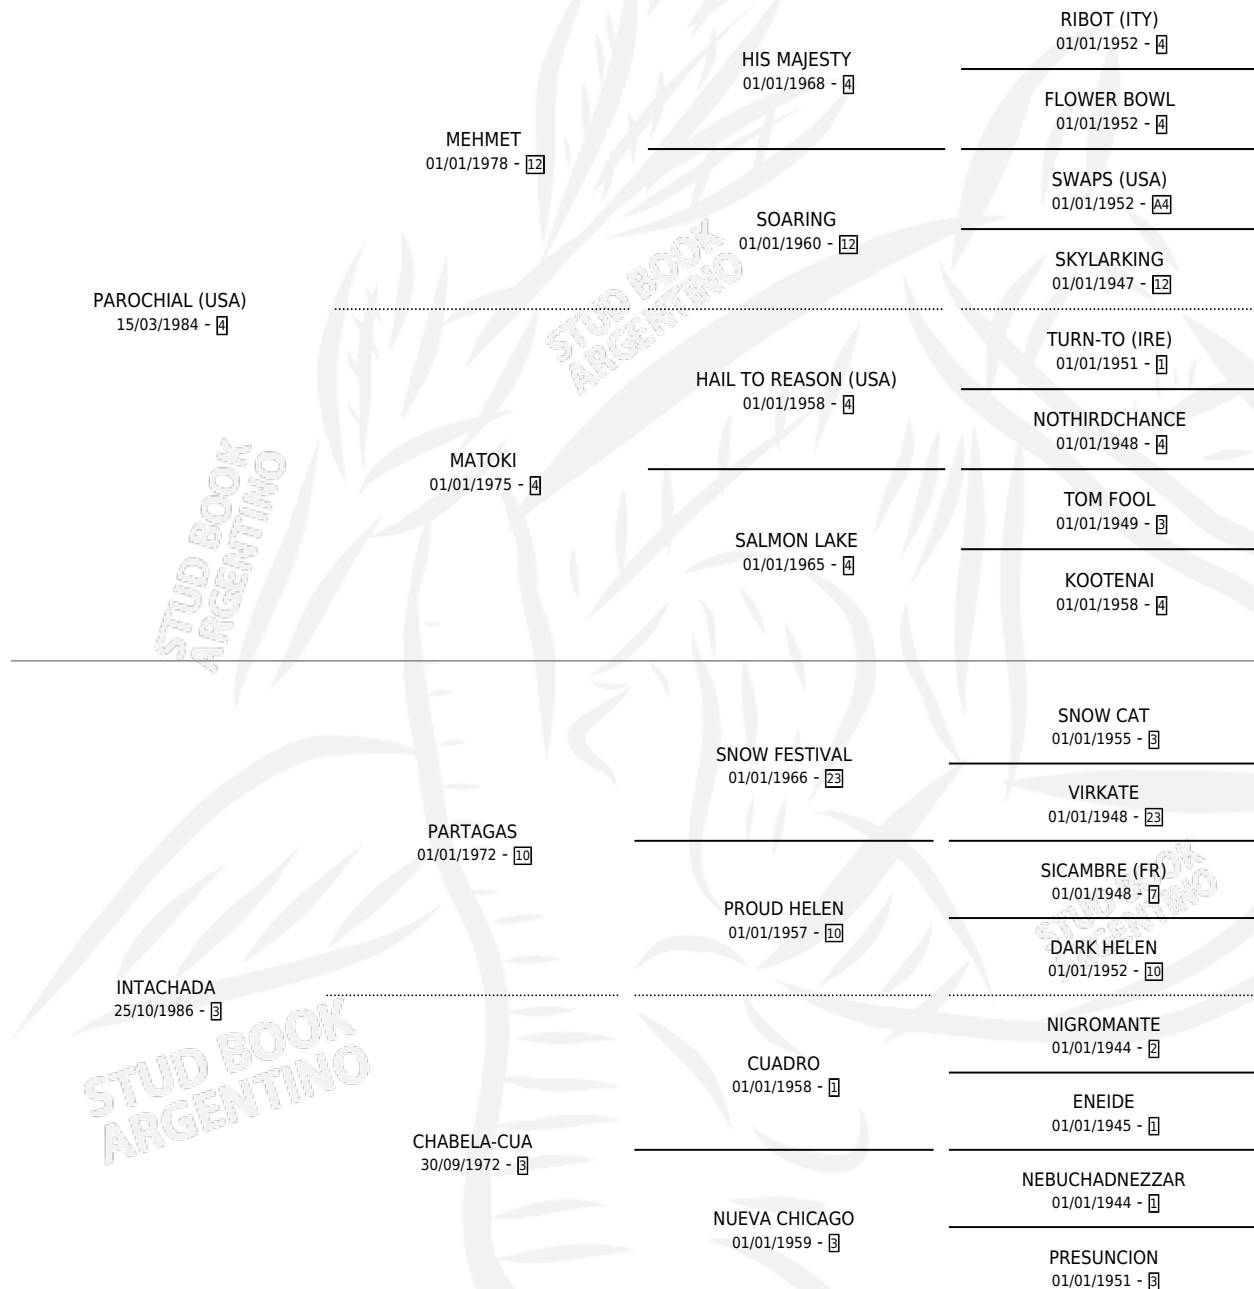 RIBOT (ITY)
01/01/1952 - 4
HIS MAJESTY
01/01/1968 - 4
FLOWER BOWL
01/01/1952 - 4
MEHMET
01/01/1978 - 12
SWAPS (USA)
01/01/1952 - A4
SOARING
01/01/1960 - 12
SKYLARKING
01/01/1947 - 12
PAROCHIAL (USA)
15/03/1984 - 4
TURN-TO (IRE)
01/01/1951 - 1
HAIL TO REASON (USA)
01/01/1958 - 4
NOTHIRDCHANCE
01/01/1948 - 4
MATOKI
01/01/1975 - 4
TOM FOOL
01/01/1949 - 3
SALMON LAKE
01/01/1965 - 4
KOOTENAI
01/01/1958 - 4
STUD BOOK
ARGENTINO
STUD BOOK
ARGENTINO
SNOW CAT
01/01/1955 - 3
SNOW FESTIVAL
01/01/1966 - 23
VIRKATE
01/01/1948 - 23
PARTAGAS
01/01/1972 - 10
SICAMBRE (FR)
01/01/1948 - 7
PROUD HELEN
01/01/1957 - 10
DARK HELEN
01/01/1952 - 10
STUD BOOK
ARGENTINO
INTACHADA
25/10/1986 - 3
NIGROMANTE
01/01/1944 - 2
CUADRO
01/01/1958 - 1
ENEIDE
01/01/1945 - 1
CHABELA-CUA
30/09/1972 - 3
NEBUCHADNEZZAR
01/01/1944 - 1
NUEVA CHICAGO
01/01/1959 - 3
PRESUNCION
01/01/1951 - 3
STUD BOOK
ARGENTINO